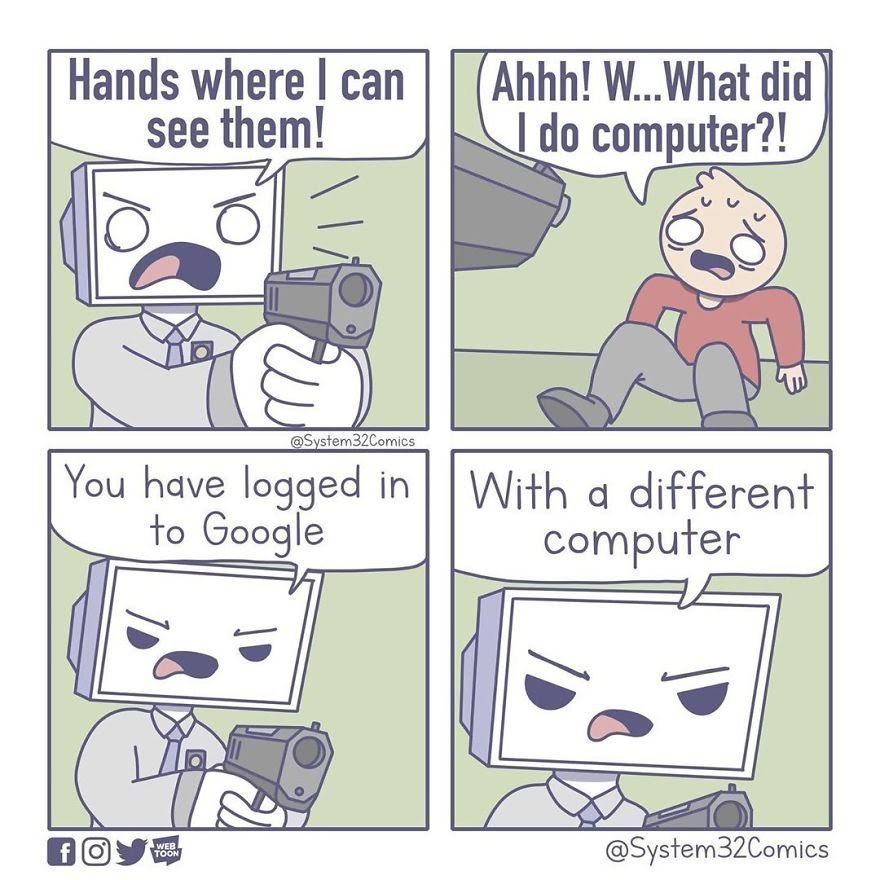 Hands where I can
see them!
Ahhh! W...What did
I do computer?!
@System32Comics
You have logged in
to Google
With a different
computer
f
WEB
TOON
@System32Comics